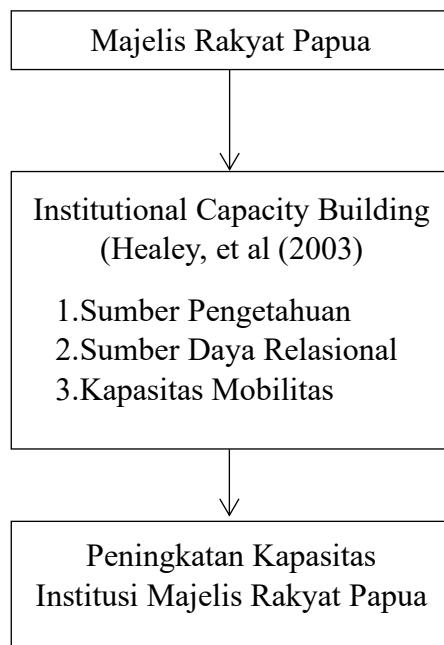 Majelis Rakyat Papua
Institutional Capacity Building
(Healey, et al (2003)
1.Sumber Pengetahuan
2.Sumber Daya Relasional
3.Kapasitas Mobilitas
Peningkatan Kapasitas
Institusi Majelis Rakyat Papua